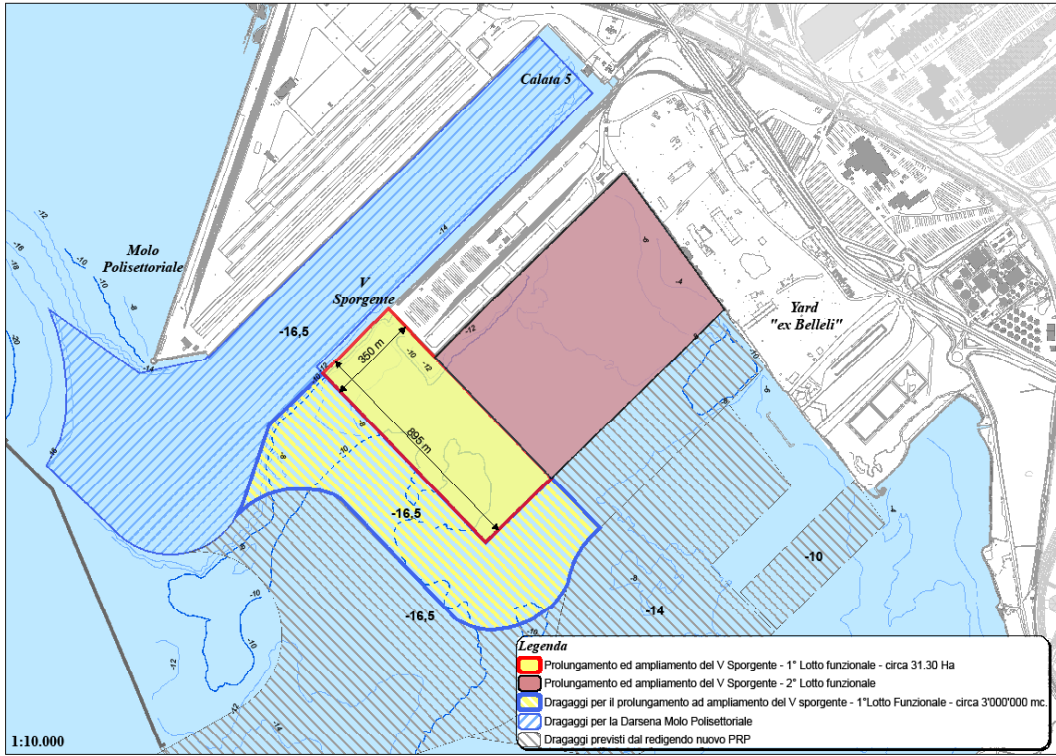 Calata 5
Molo
Polisettoriale
V
Sporgente
Yard
"ex Belleli"
-16,5
350 m
895 m
-16,5
-16,5
-14
-10
Legenda
Prolungamento ed ampliamento del V Sporgente - 1° Lotto funzionale - circa 31.30 Ha
Prolungamento ed ampliamento del V Sporgente - 2° Lotto funzionale
Dragaggi per il prolungamento ad ampliamento del V sporgente - 1°Lotto Funzionale - circa 3'000'000 mc.
Dragaggi per la Darsena Molo Polisettoriale
Dragaggi previsti dal redigendo nuovo PRP
1:10.000